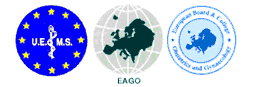 U.E.M.S.
EAGO
European Board & College
Obstetrics and Gynaecology